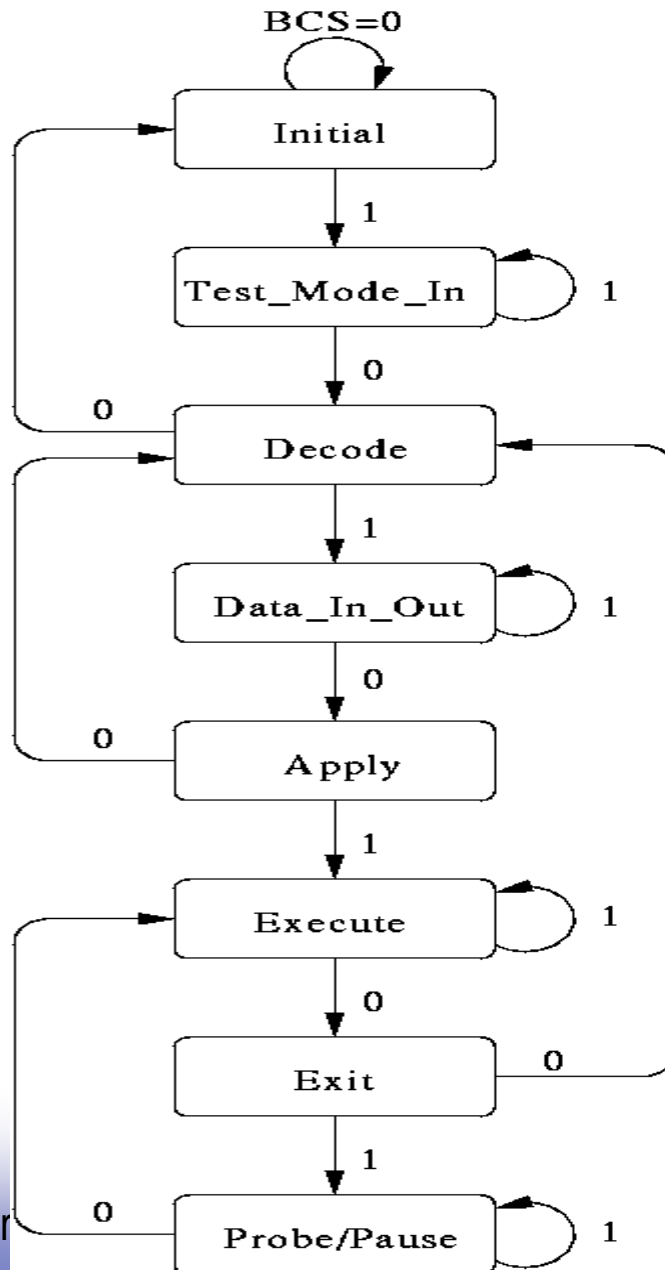 BCS=0
Initial
1
Test_Mode_In
1
0
0
Decode
1
Data_In_Out
1
0
0
Apply
1
Execute
1
0
Exit
0
1
0
Probe/Pause
1